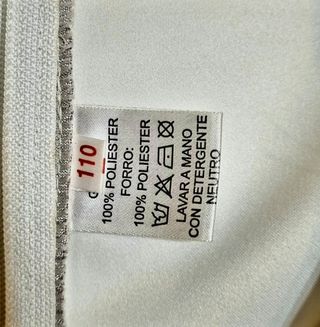 110
100% POLIESTER
FORRO:
100% POLIESTER
LAVAR A MANO
CON DETERGENTE
NEUTRO